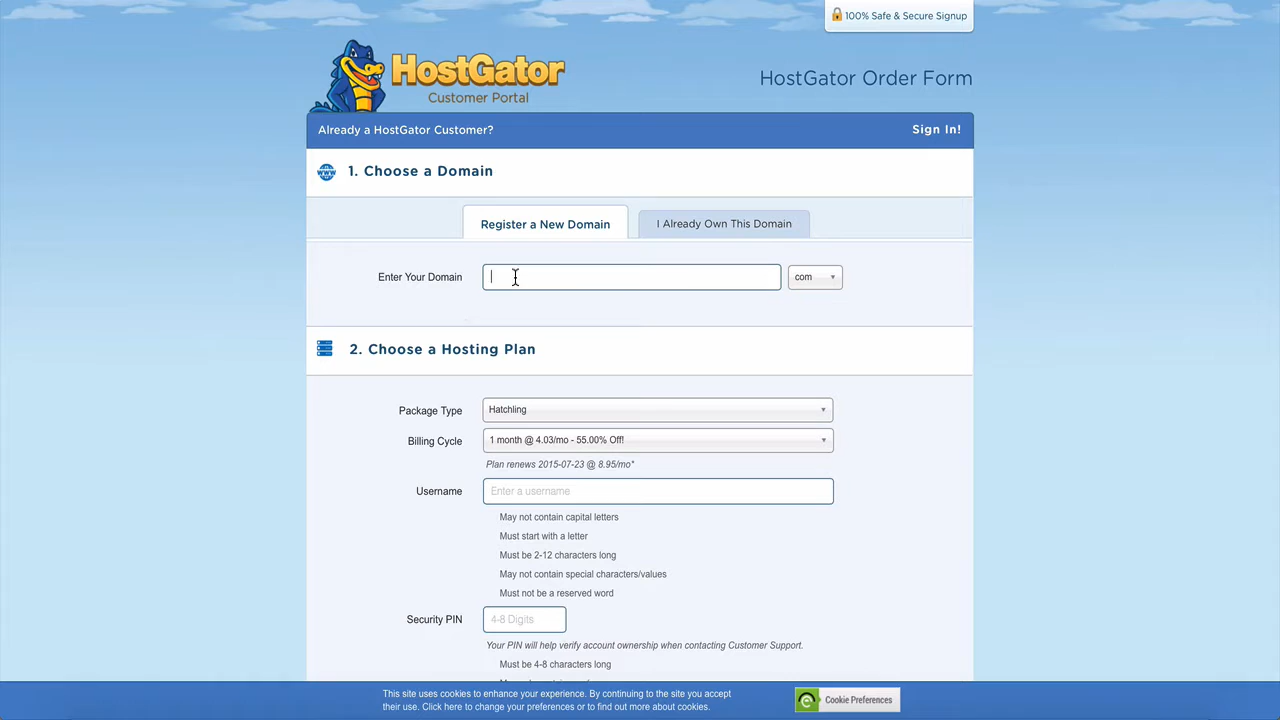 100% Safe & Secure Signup
HostGator
Customer Portal
HostGator Order Form
Already a HostGator Customer?
Sign In!
www
1. Choose a Domain
Register a New Domain
I Already Own This Domain
Enter Your Domain
com
2. Choose a Hosting Plan
Package Type
Hatchling
Billing Cycle
1 month @ 4.03/mo - 55.00% Off!
Plan renews 2015-07-23 @ 8.95/mo*
Username
Enter a username
May not contain capital letters
Must start with a letter
Must be 2-12 characters long
May not contain special characters/values
Must not be a reserved word
Security PIN
4-8 Digits
Your PIN will help verify account ownership when contacting Customer Support.
Must be 4-8 characters long
This site uses cookies to enhance your experience. By continuing to the site you accept
their use. Click here to change your preferences or to find out more about cookies.
Cookie Preferences